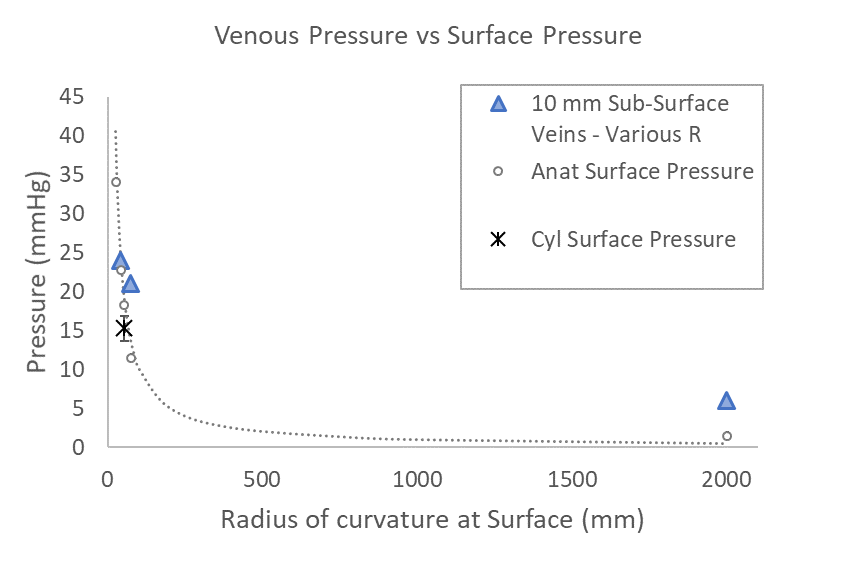 Venous Pressure vs Surface Pressure
45
40
35
30
25
20
15
10
5
0
Pressure (mmHg)
10 mm Sub-Surface
Veins - Various R
Anat Surface Pressure
Cyl Surface Pressure
0 500 1000 1500 2000
Radius of curvature at Surface (mm)